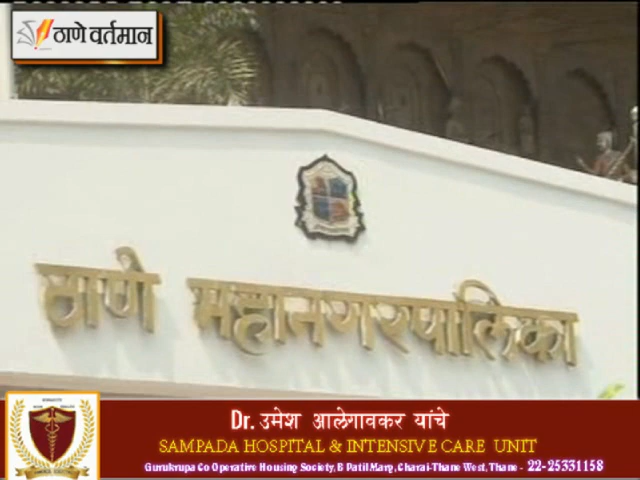 ठाणे वर्तमान
ठाणे महानगरपालिका
Dr. उमेश आलेगावकर यांचे
SAMPADA HOSPITAL & INTENSIVE CARE UNIT
Gurukrupa Co Operative Housing Society, B Patil Marg, Charai-Thane West, Thane - 22-25331158